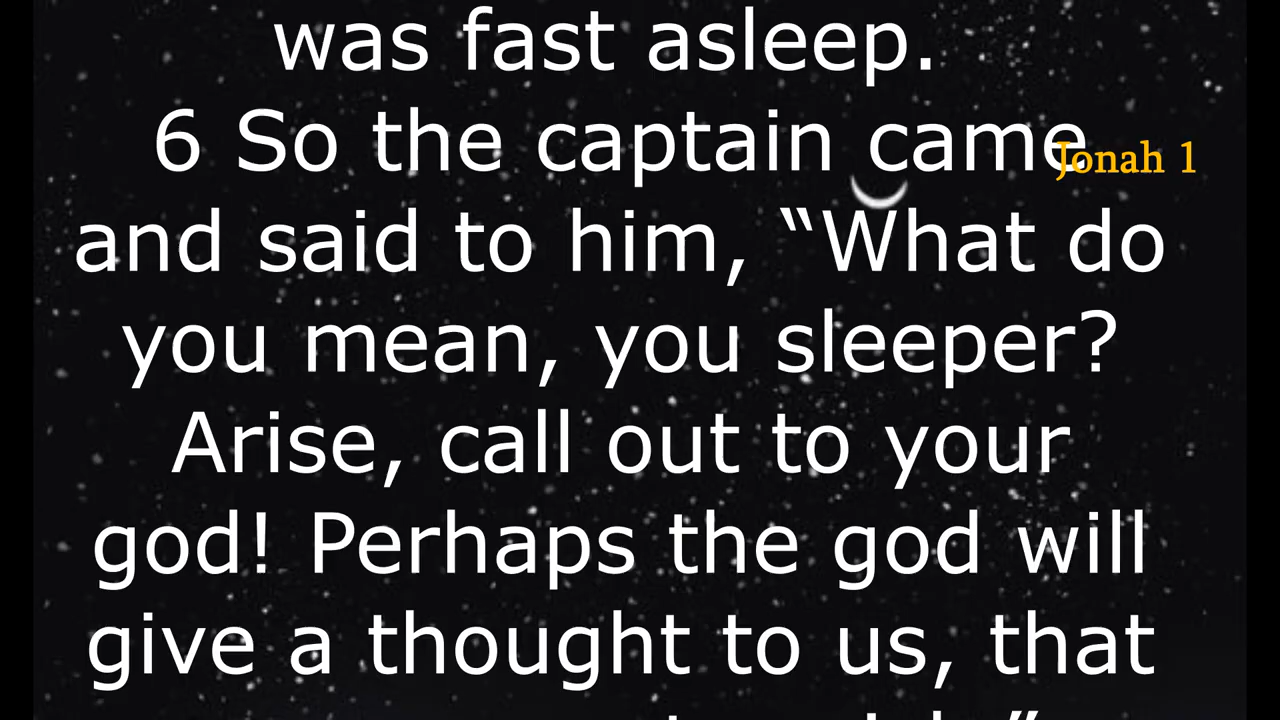 was fast asleep.
6 So the captain came
Jonah 1
and said to him, “What do
you mean, you sleeper?
Arise, call out to your
god! Perhaps the god will
give a thought to us, that